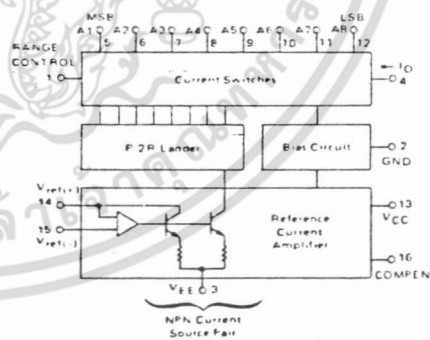 MSB LSB
A1 A2 A3 A4 A5 A6 A7 A8
RANGE
CONTROL
5 6 7 8 9 10 11 12
1
Current Switches
IO
4
R-2R Ladder
Bias Circuit
2
GND
Vref(+)
14
15
Vref(-)
Reference
Current
Amplifier
13
VCC
16
COMPEN
VEE 3
NPN Current
Source Pair